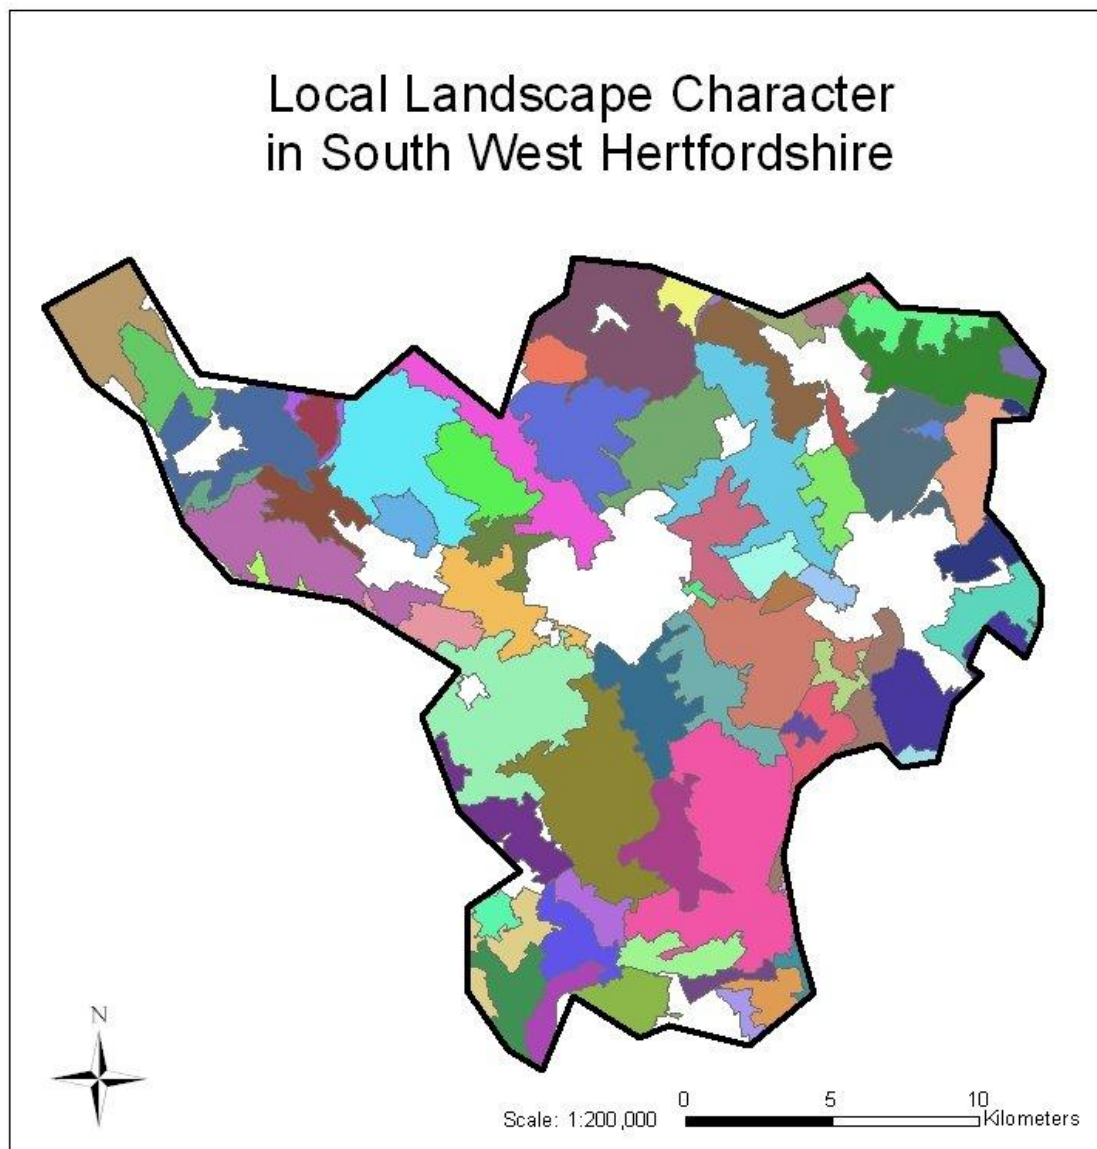 Local Landscape Character
in South West Hertfordshire
N
Scale: 1:200,000
0 5 10
Kilometers